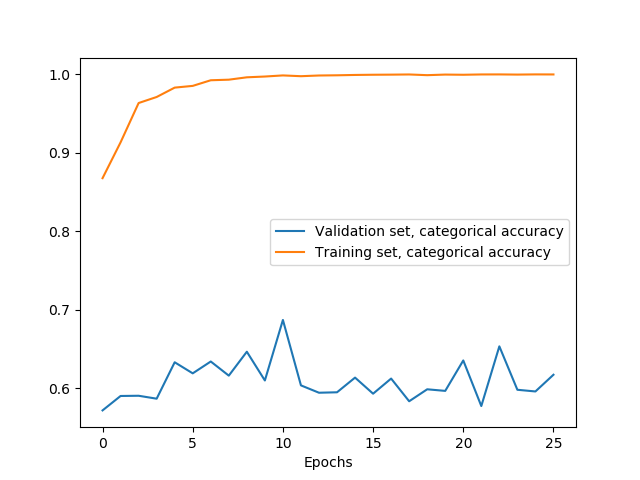 1.0
0.9
0.8
0.7
0.6
Validation set, categorical accuracy
Training set, categorical accuracy
0 5 10 15 20 25
Epochs